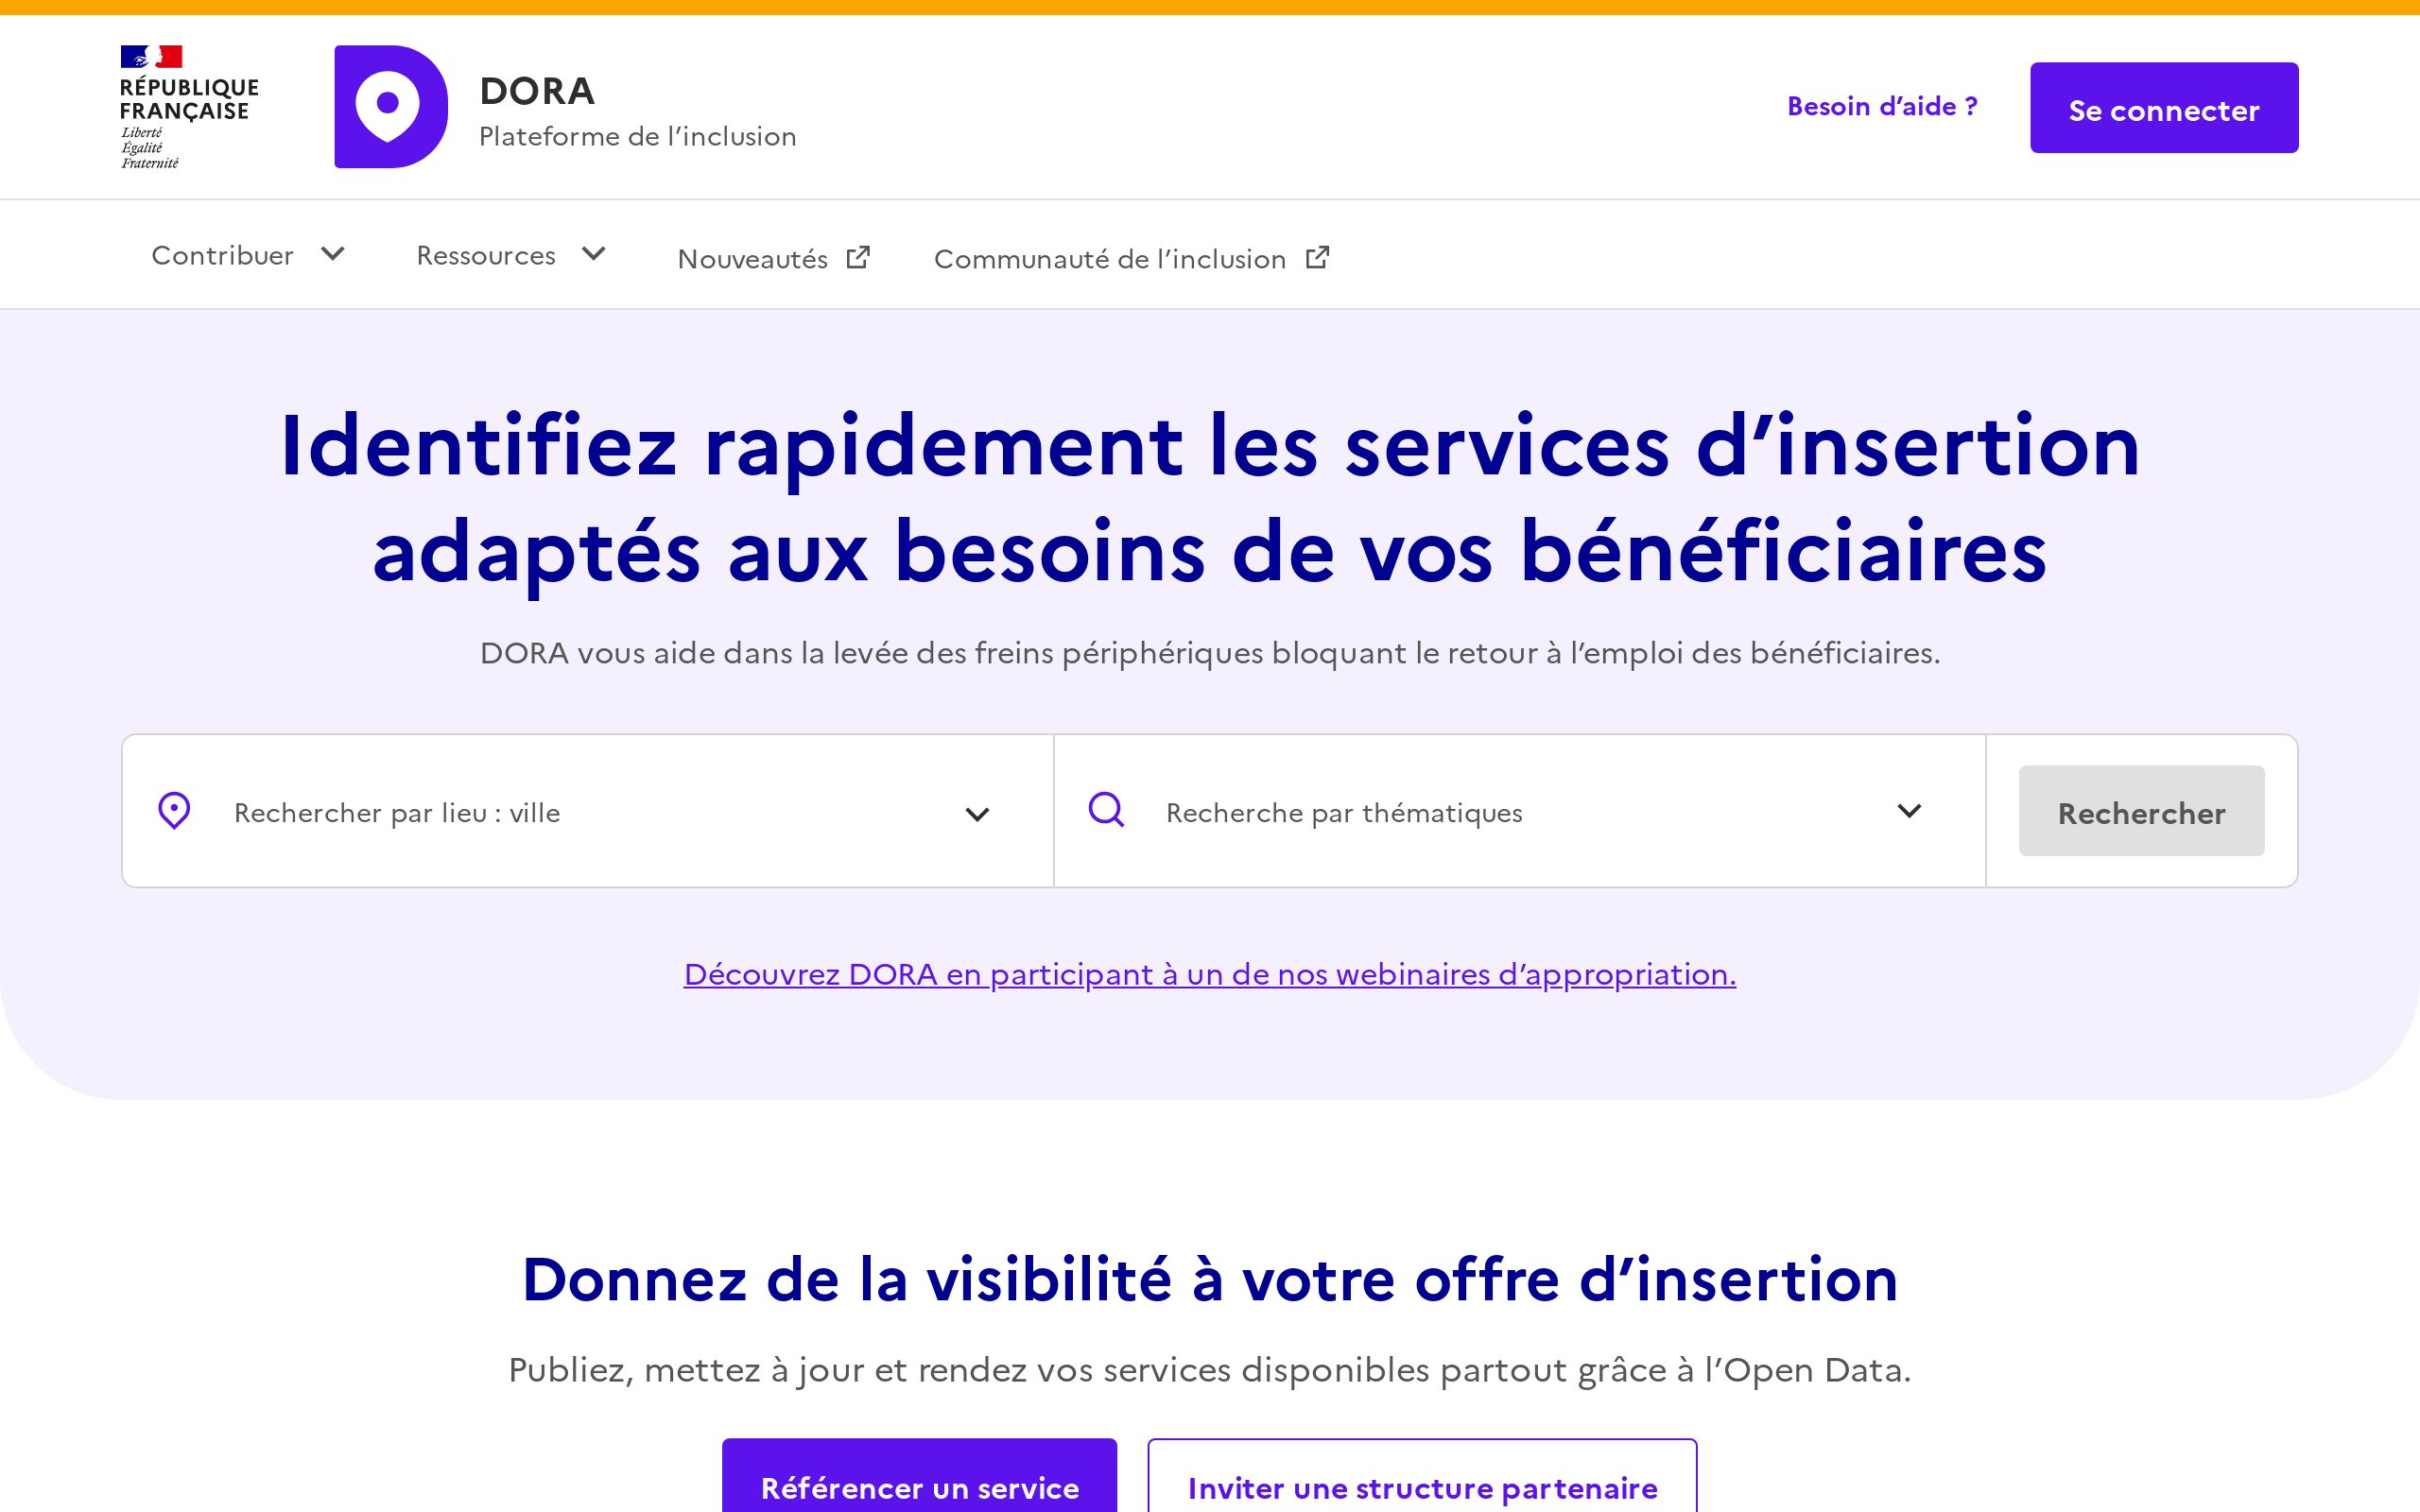 RÉPUBLIQUE
FRANÇAISE
Liberté
Égalité
Fraternité
DORA
Plateforme de l’inclusion
Besoin d’aide ?
Se connecter
Contribuer
Ressources
Nouveautés
Communauté de l’inclusion
Identifiez rapidement les services d’insertion
adaptés aux besoins de vos bénéficiaires
DORA vous aide dans la levée des freins périphériques bloquant le retour à l’emploi des bénéficiaires.
Rechercher par lieu : ville
Recherche par thématiques
Rechercher
Découvrez DORA en participant à un de nos webinaires d’appropriation.
Donnez de la visibilité à votre offre d’insertion
Publiez, mettez à jour et rendez vos services disponibles partout grâce à l’Open Data.
Référencer un service
Inviter une structure partenaire